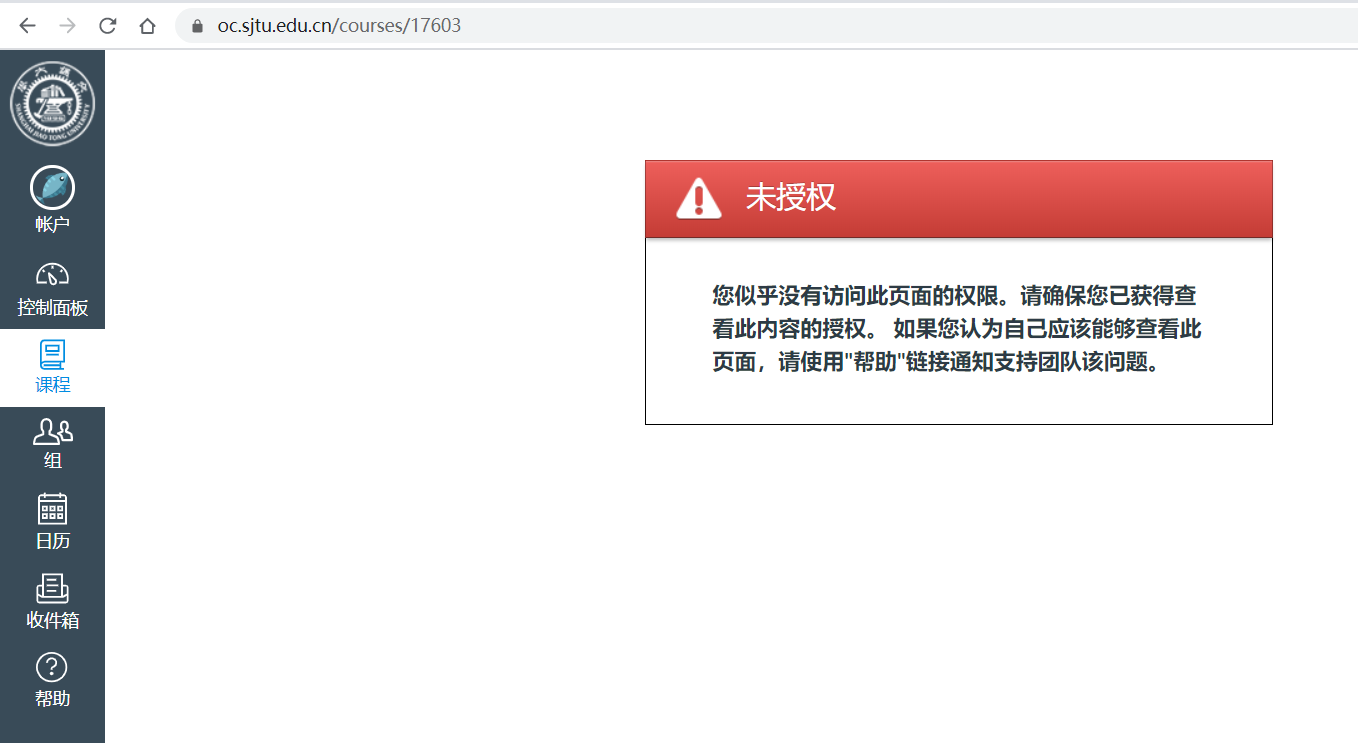 oc.sjtu.edu.cn/courses/17603
SHANGHAI JIAO TONG UNIVERSITY
帐户
控制面板
课程
组
日历
收件箱
帮助
未授权
您似乎没有访问此页面的权限。请确保您已获得查
看此内容的授权。 如果您认为自己应该能够查看此
页面，请使用"帮助"链接通知支持团队该问题。